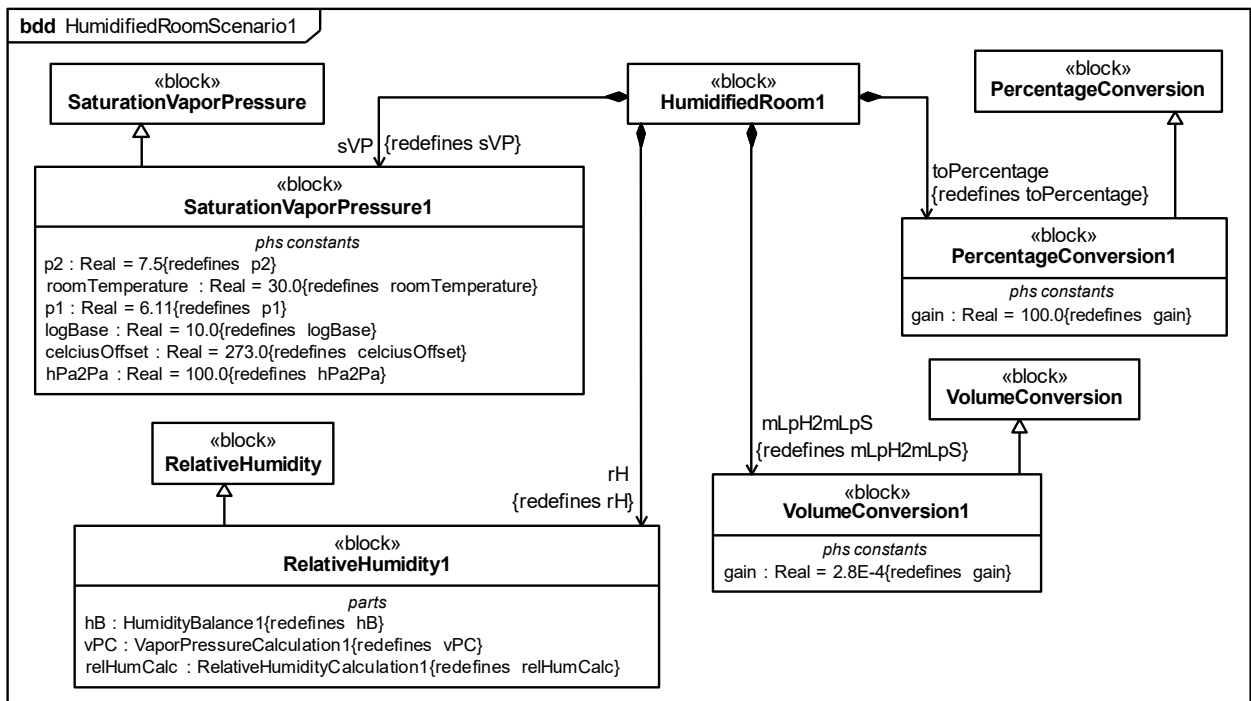 bdd HumidifiedRoomScenario1
«block»
SaturationVaporPressure
«block»
HumidifiedRoom1
«block»
PercentageConversion
sVP {redefines sVP}
toPercentage
{redefines toPercentage}
«block»
SaturationVaporPressure1
phs constants
p2 : Real = 7.5{redefines p2}
roomTemperature : Real = 30.0{redefines roomTemperature}
p1 : Real = 6.11{redefines p1}
logBase : Real = 10.0{redefines logBase}
celciusOffset : Real = 273.0{redefines celciusOffset}
hPa2Pa : Real = 100.0{redefines hPa2Pa}
«block»
PercentageConversion1
phs constants
gain : Real = 100.0{redefines gain}
«block»
VolumeConversion
mLpH2mLpS
{redefines mLpH2mLpS}
«block»
RelativeHumidity
rH
{redefines rH}
«block»
VolumeConversion1
phs constants
gain : Real = 2.8E-4{redefines gain}
«block»
RelativeHumidity1
parts
hB : HumidityBalance1{redefines hB}
vPC : VaporPressureCalculation1{redefines vPC}
relHumCalc : RelativeHumidityCalculation1{redefines relHumCalc}